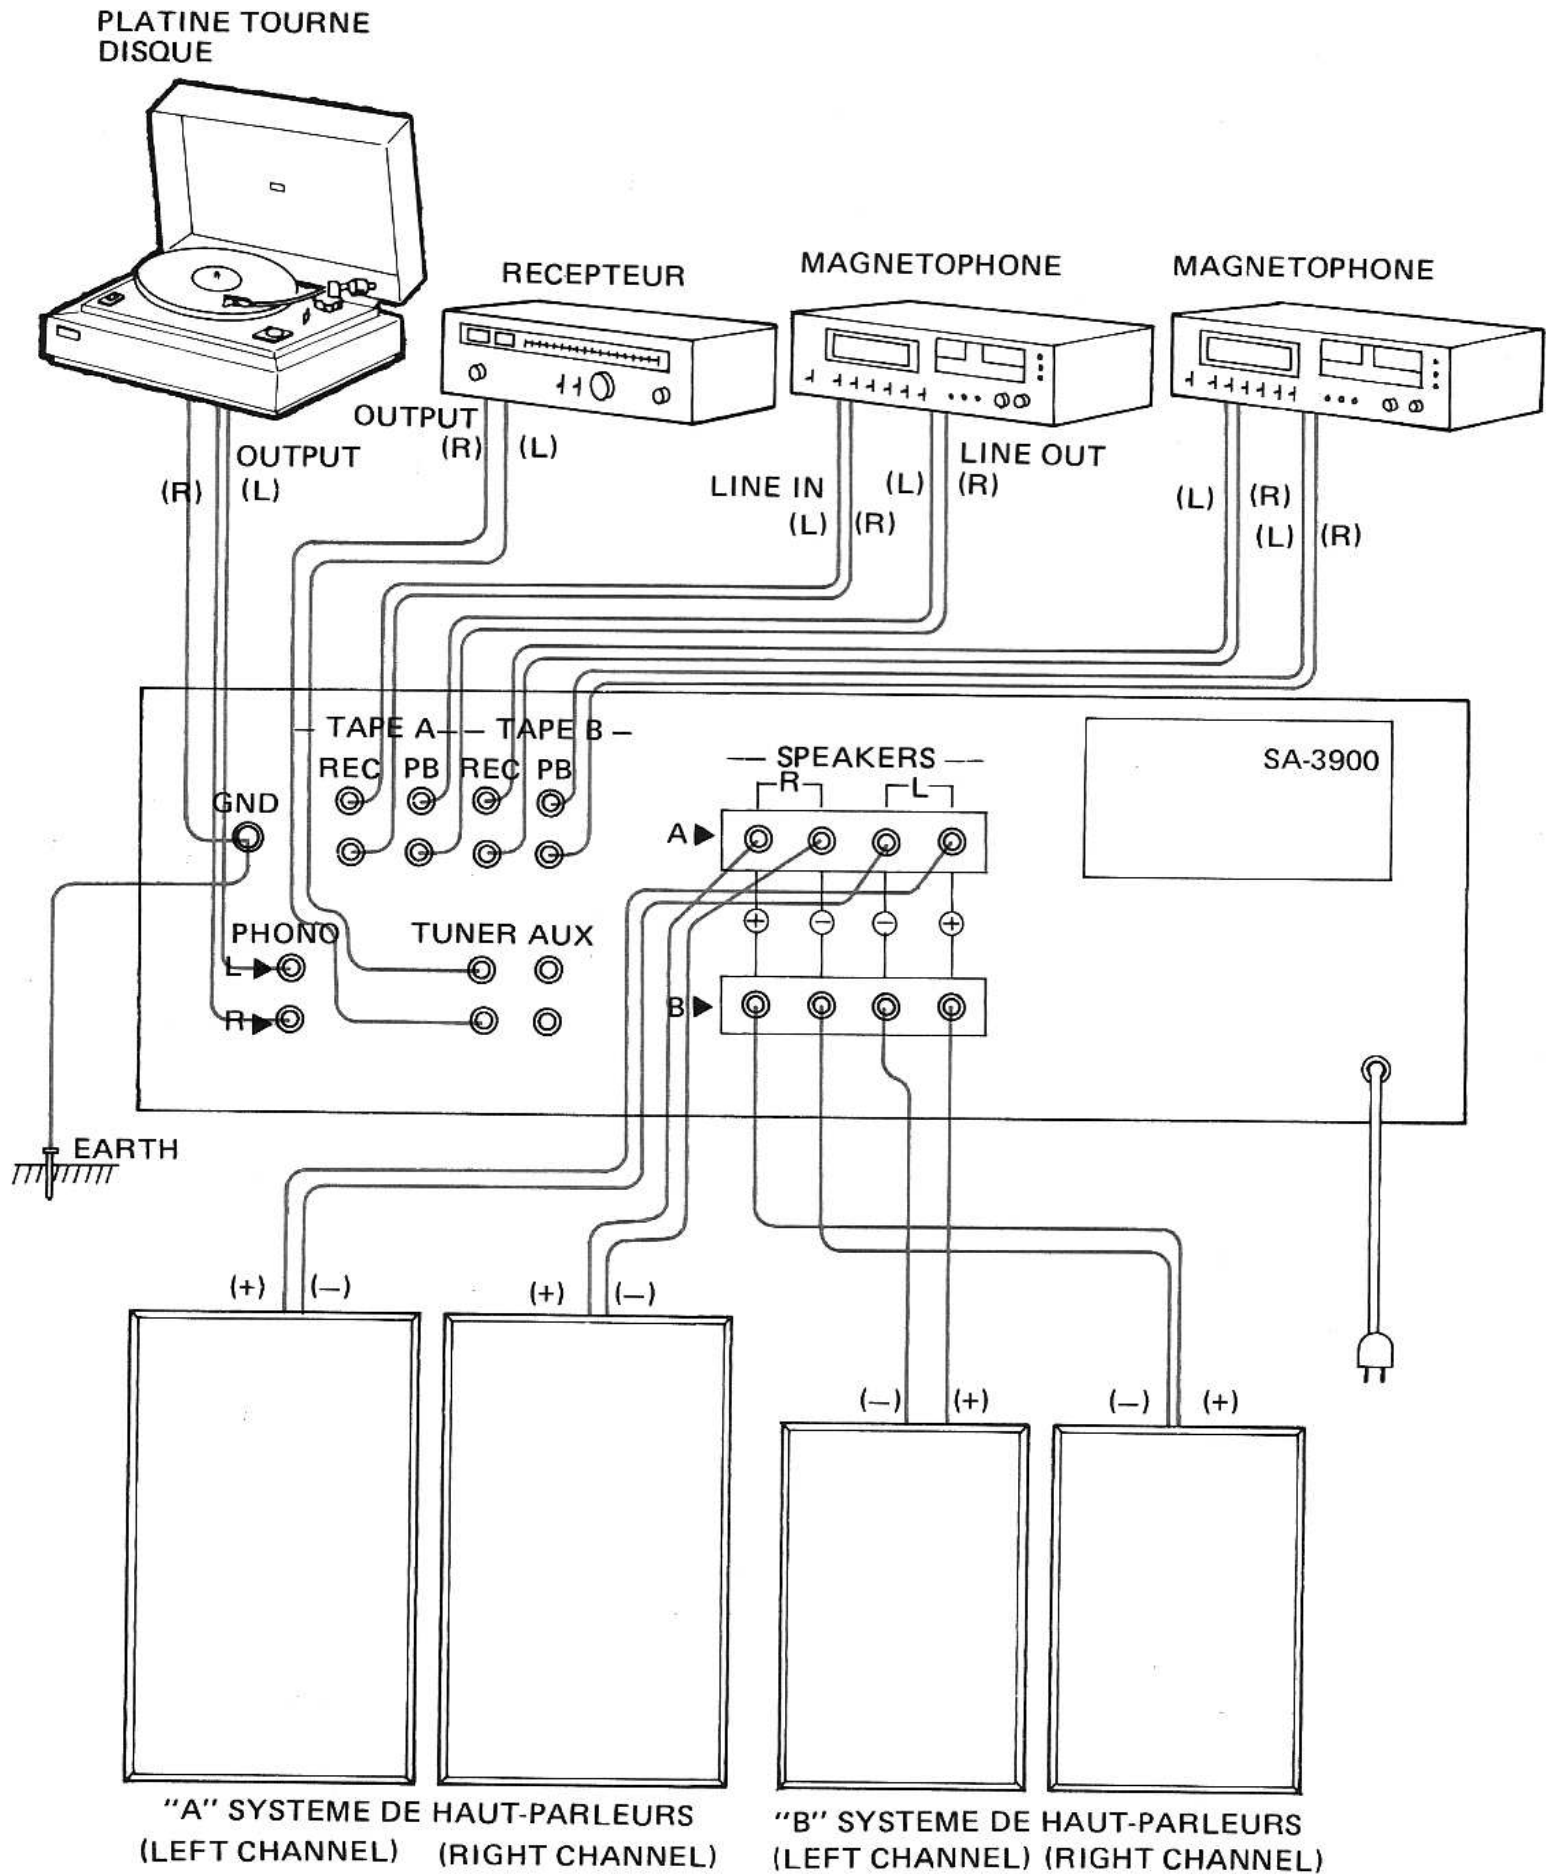 PLATINE TOURNE
DISQUE
RECEPTEUR
MAGNETOPHONE
MAGNETOPHONE
OUTPUT
(R)
(L)
OUTPUT
(R)
(L)
LINE IN
(L)
(R)
LINE OUT
(L)
(R)
(L)
(R)
(L)
(R)
— TAPE A —
— TAPE B —
REC
PB
REC
PB
— SPEAKERS —
R
L
SA-3900
GND
A ▶
+
−
−
+
PHONO
TUNER
AUX
L ▶
R ▶
B ▶
EARTH
(+)
(—)
(+)
(—)
(—)
(+)
(—)
(+)
"A" SYSTEME DE HAUT-PARLEURS
(LEFT CHANNEL)
(RIGHT CHANNEL)
"B" SYSTEME DE HAUT-PARLEURS
(LEFT CHANNEL)
(RIGHT CHANNEL)